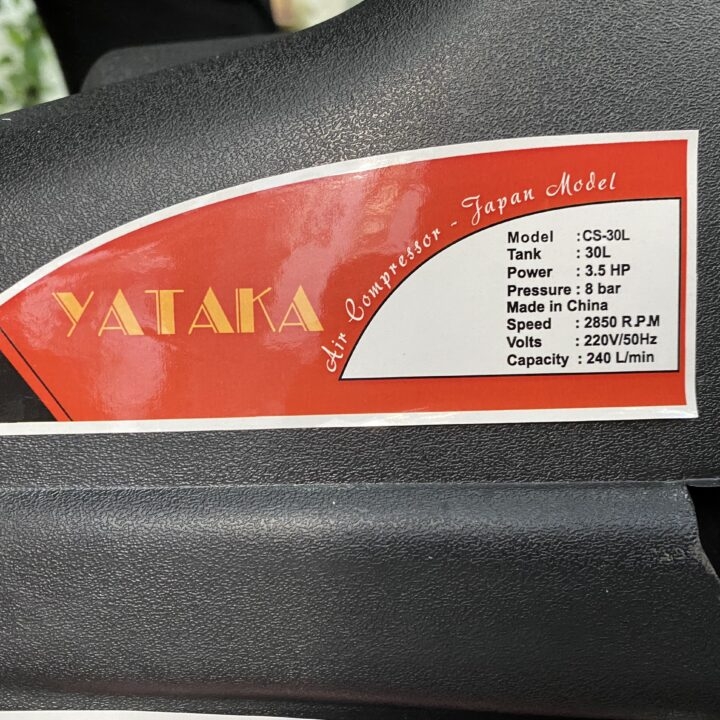 YATAKA
Air Compressor - Japan Model
Model :CS-30L
Tank : 30L
Power : 3.5 HP
Pressure : 8 bar
Made in China
Speed : 2850 R.P.M
Volts : 220V/50Hz
Capacity : 240 L/min